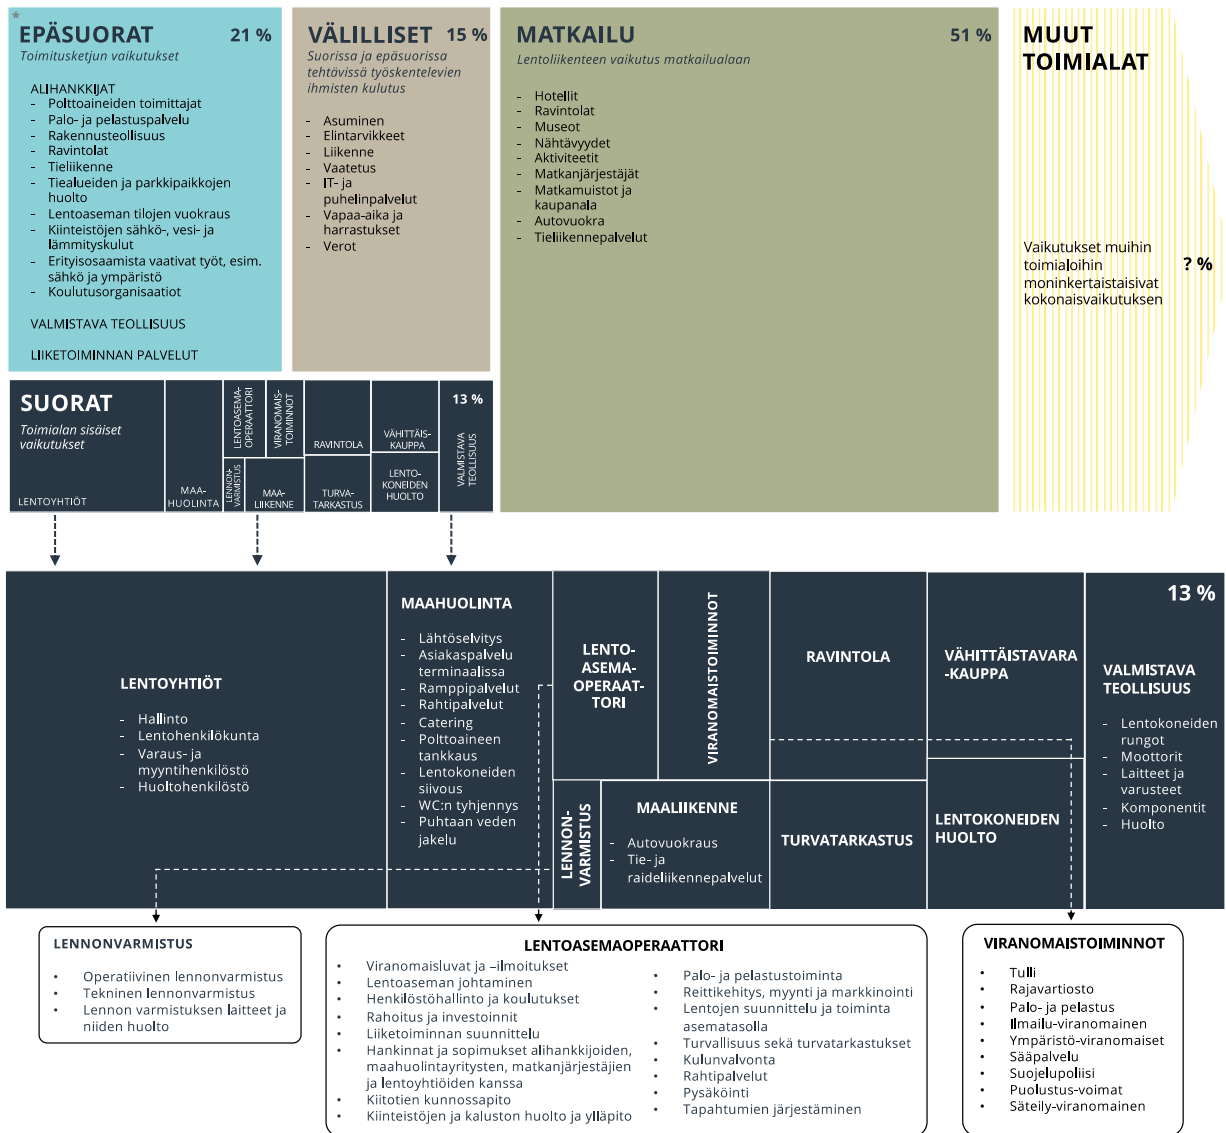 *
EPÄSUORAT 21 %
Toimitusketjun vaikutukset
ALIHANKKIJAT
- Polttoaineiden toimittajat
- Palo- ja pelastuspalvelu
- Rakennusteollisuus
- Ravintolat
- Tieliikenne
- Tiealueiden ja parkkipaikkojen
huolto
- Lentoaseman tilojen vuokraus
- Kiinteistöjen sähkö-, vesi- ja
lämmityskulut
- Erityisosaamista vaativat työt, esim.
sähkö ja ympäristö
- Koulutusorganisaatiot
VALMISTAVA TEOLLISUUS
LIIKETOIMINNAN PALVELUT
VÄLILLISET 15 %
Suorissa ja epäsuorissa
tehtävissä työskentelevien
ihmisten kulutus
- Asuminen
- Elintarvikkeet
- Liikenne
- Vaatetus
- IT- ja
puhelinpalvelut
- Vapaa-aika ja
harrastukset
- Verot
MATKAILU 51 %
Lentoliikenteen vaikutus matkailualaan
- Hotellit
- Ravintolat
- Museot
- Nähtävyydet
- Aktiviteetit
- Matkanjärjestäjät
- Matkamuistot ja
kaupanala
- Autovuokra
- Tieliikennepalvelut
MUUT
TOIMIALAT
Vaikutukset muihin
toimialoihin
moninkertaistaisivat
kokonaisvaikutuksen
? %
SUORAT
Toimialan sisäiset
vaikutukset
LENTOYHTIÖT
MAA-
HUOLINTA
LENTOASEMA-
OPERAATTORI
VIRANOMAIS-
TOIMINNOT
LENNON-
VARMISTUS
MAA-
LIIKENNE
RAVINTOLA
TURVA-
TARKASTUS
VÄHITTÄIS-
KAUPPA
LENTO-
KONEIDEN
HUOLTO
13 %
VALMISTAVA
TEOLLISUUS
LENTOYHTIÖT
- Hallinto
- Lentohenkilökunta
- Varaus- ja
myyntihenkilöstö
- Huoltohenkilöstö
MAAHUOLINTA
- Lähtöselvitys
- Asiakaspalvelu
terminaalissa
- Ramppipalvelut
- Rahtipalvelut
- Catering
- Polttoaineen
tankkaus
- Lentokoneiden
siivous
- WC:n tyhjennys
- Puhtaan veden
jakelu
LENTO-
ASEMA-
OPERAAT-
TORI
VIRANOMAISTOIMINNOT
LENNON-
VARMISTUS
MAALIIKENNE
- Autovuokraus
- Tie- ja
raideliikennepalvelut
RAVINTOLA
TURVATARKASTUS
VÄHITTÄISTAVARA
-KAUPPA
LENTOKONEIDEN
HUOLTO
13 %
VALMISTAVA
TEOLLISUUS
- Lentokoneiden
rungot
- Moottorit
- Laitteet ja
varusteet
- Komponentit
- Huolto
LENNONVARMISTUS
• Operatiivinen lennonvarmistus
• Tekninen lennonvarmistus
• Lennon varmistuksen laitteet ja
niiden huolto
LENTOASEMAOPERAATTORI
• Viranomaisluvat ja –ilmoitukset
• Lentoaseman johtaminen
• Henkilöstöhallinto ja koulutukset
• Rahoitus ja investoinnit
• Liiketoiminnan suunnittelu
• Hankinnat ja sopimukset alihankkijoiden,
maahuolintayritysten, matkanjärjestäjien
ja lentoyhtiöiden kanssa
• Kiitotien kunnossapito
• Kiinteistöjen ja kaluston huolto ja ylläpito
• Palo- ja pelastustoiminta
• Reittikehitys, myynti ja markkinointi
• Lentojen suunnittelu ja toiminta
asematasolla
• Turvallisuus sekä turvatarkastukset
• Kulunvalvonta
• Rahtipalvelut
• Pysäköinti
• Tapahtumien järjestäminen
VIRANOMAISTOIMINNOT
• Tulli
• Rajavartiosto
• Palo- ja pelastus
• Ilmailu-viranomainen
• Ympäristö-viranomaiset
• Sääpalvelu
• Suojelupoliisi
• Puolustus-voimat
• Säteily-viranomainen